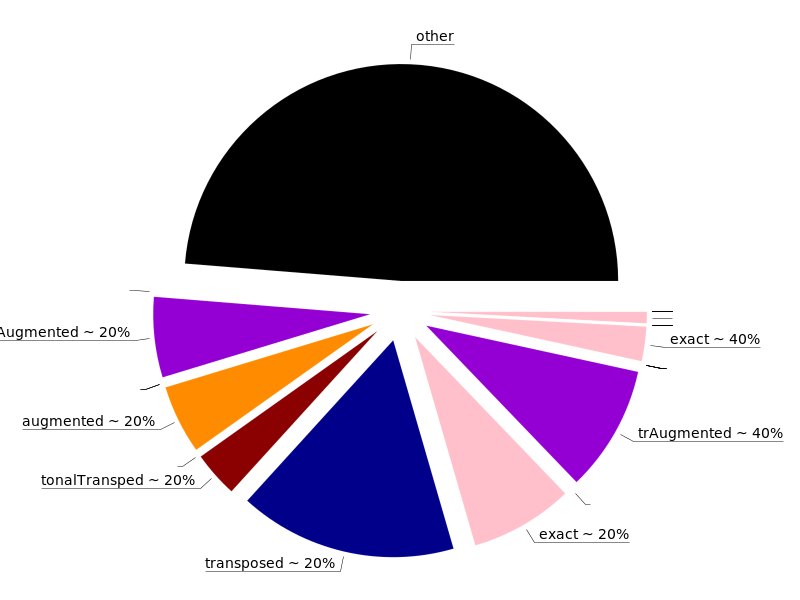 other
Augmented ~ 20%
exact ~ 40%
augmented ~ 20%
trAugmented ~ 40%
tonalTransped ~ 20%
exact ~ 20%
transposed ~ 20%